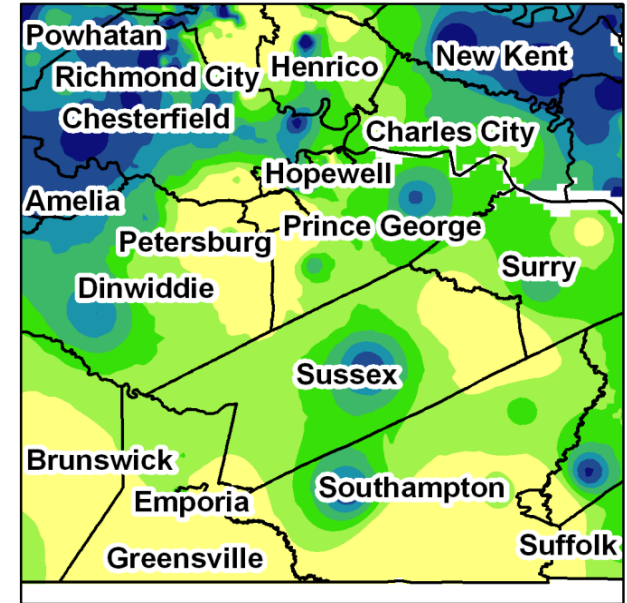 Powhatan
New Kent
Henrico
Richmond City
Chesterfield
Charles City
Hopewell
Amelia
Prince George
Petersburg
Surry
Dinwiddie
Sussex
Brunswick
Southampton
Emporia
Suffolk
Greensville